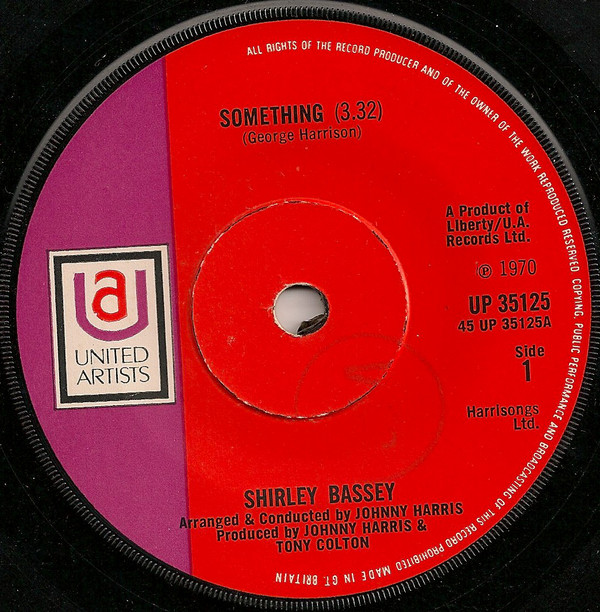 ALL RIGHTS OF THE RECORD PRODUCER AND OF THE OWNER OF THE WORK REPRODUCED RESERVED COPYING, PUBLIC PERFORMANCE AND BROADCASTING OF THIS RECORD PROHIBITED MADE IN GT. BRITAIN
SOMETHING (3.32)
(George Harrison)
A Product of
Liberty/U.A.
Records Ltd.
℗ 1970
UP 35125
45 UP 35125A
Side
1
Harrisongs
Ltd.
ua
UNITED
ARTISTS
SHIRLEY BASSEY
Arranged & Conducted by JOHNNY HARRIS
Produced by JOHNNY HARRIS &
TONY COLTON